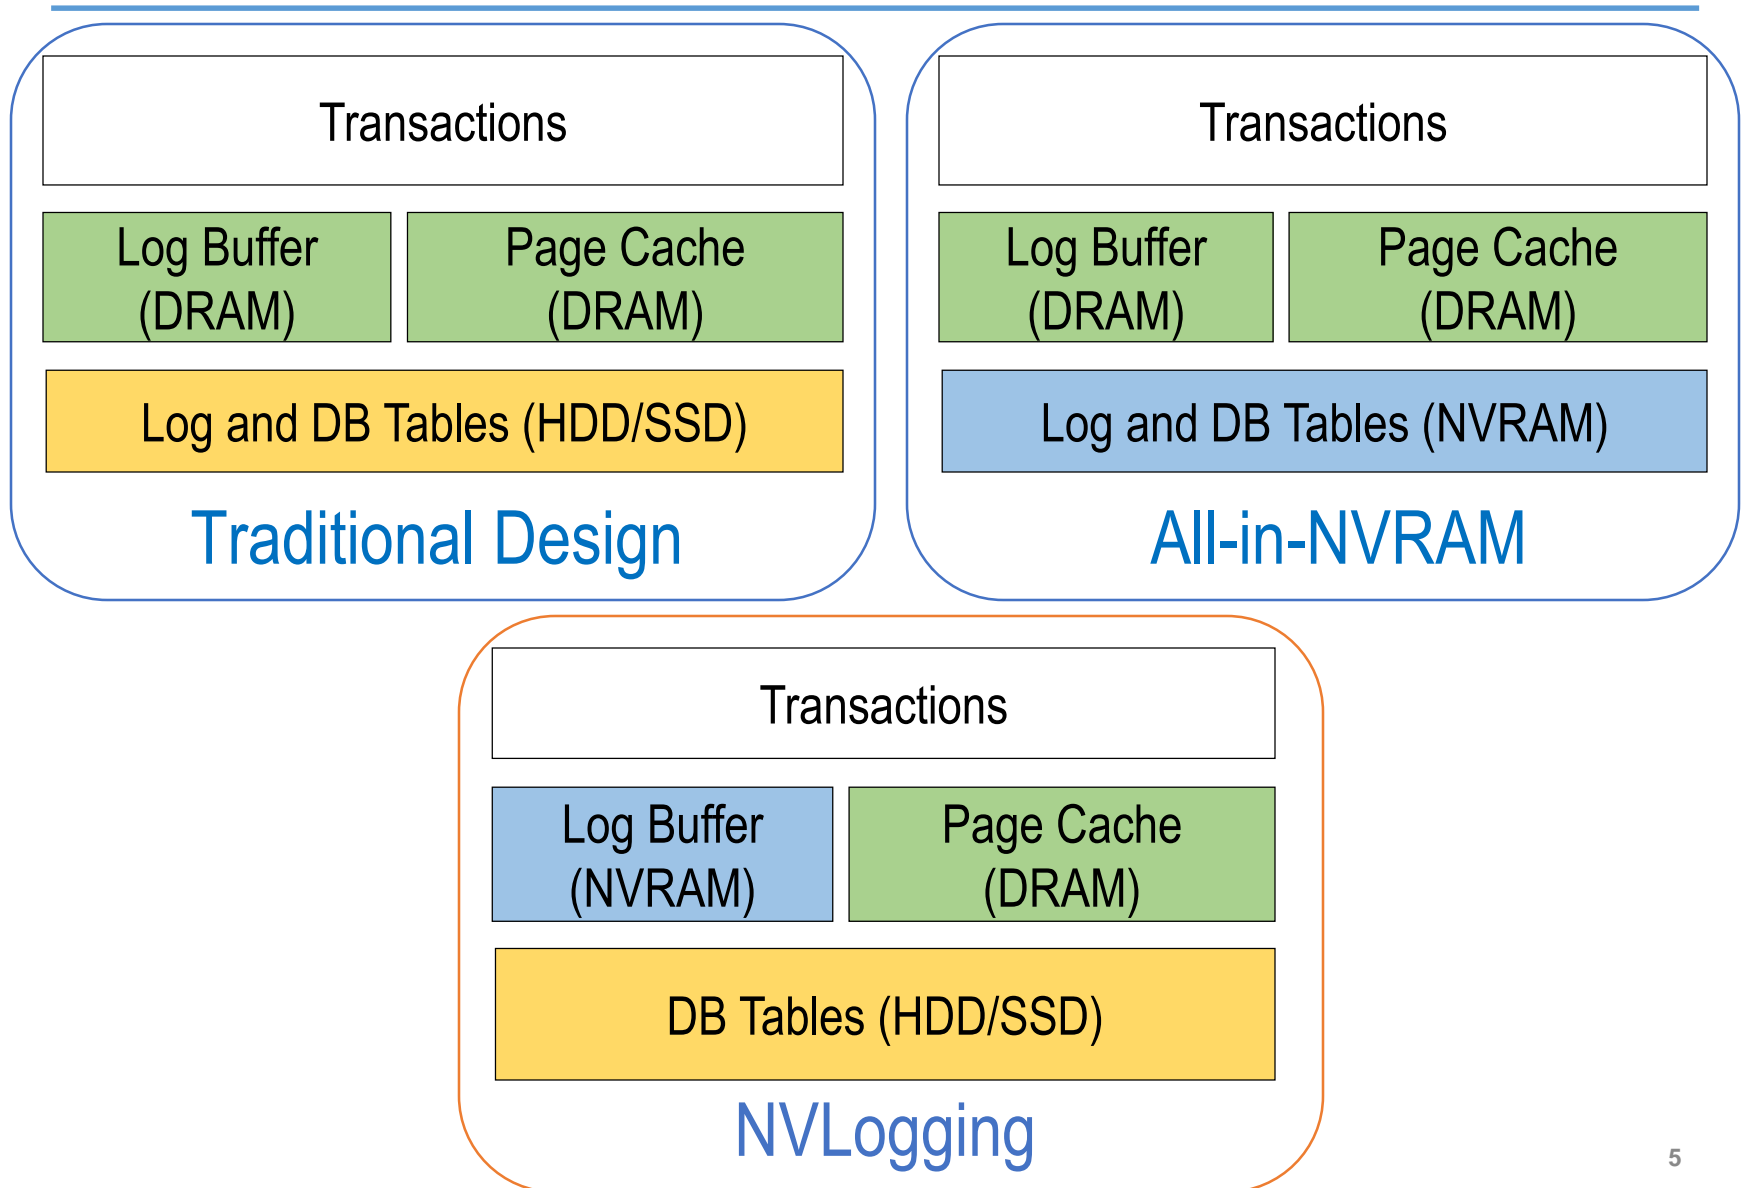 Transactions
Log Buffer
(DRAM)
Page Cache
(DRAM)
Log and DB Tables (HDD/SSD)
Traditional Design
Transactions
Log Buffer
(DRAM)
Page Cache
(DRAM)
Log and DB Tables (NVRAM)
All-in-NVRAM
Transactions
Log Buffer
(NVRAM)
Page Cache
(DRAM)
DB Tables (HDD/SSD)
NVLogging
5